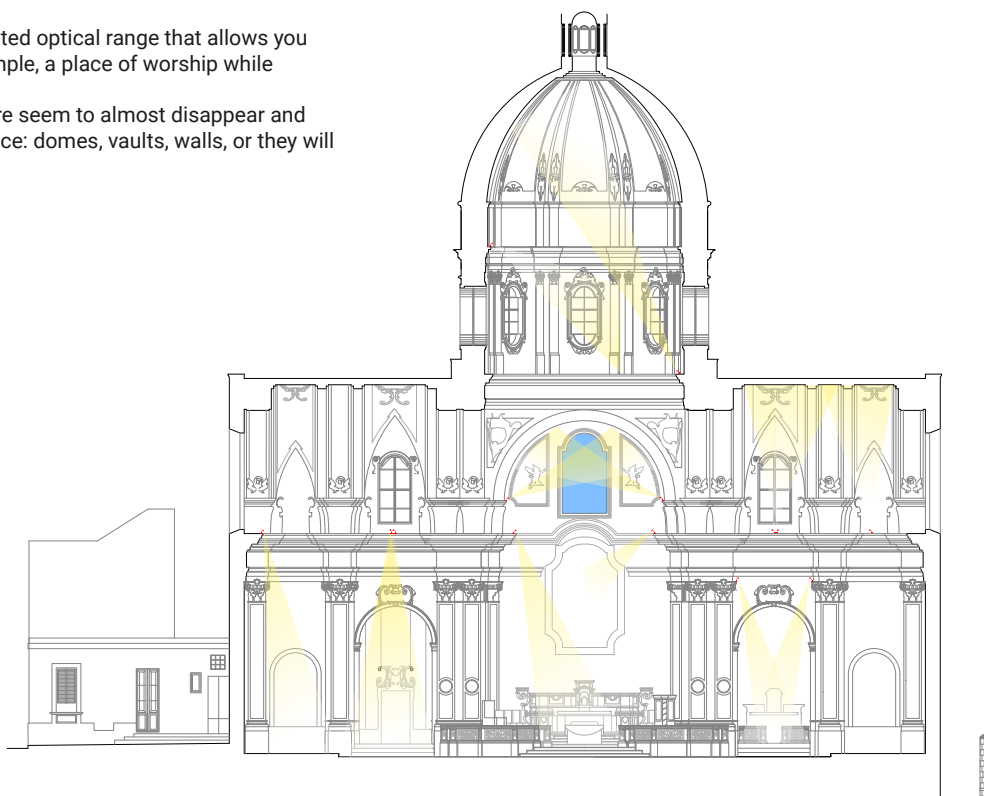 ted optical range that allows you
mple, a place of worship while
re seem to almost disappear and
ce: domes, vaults, walls, or they will